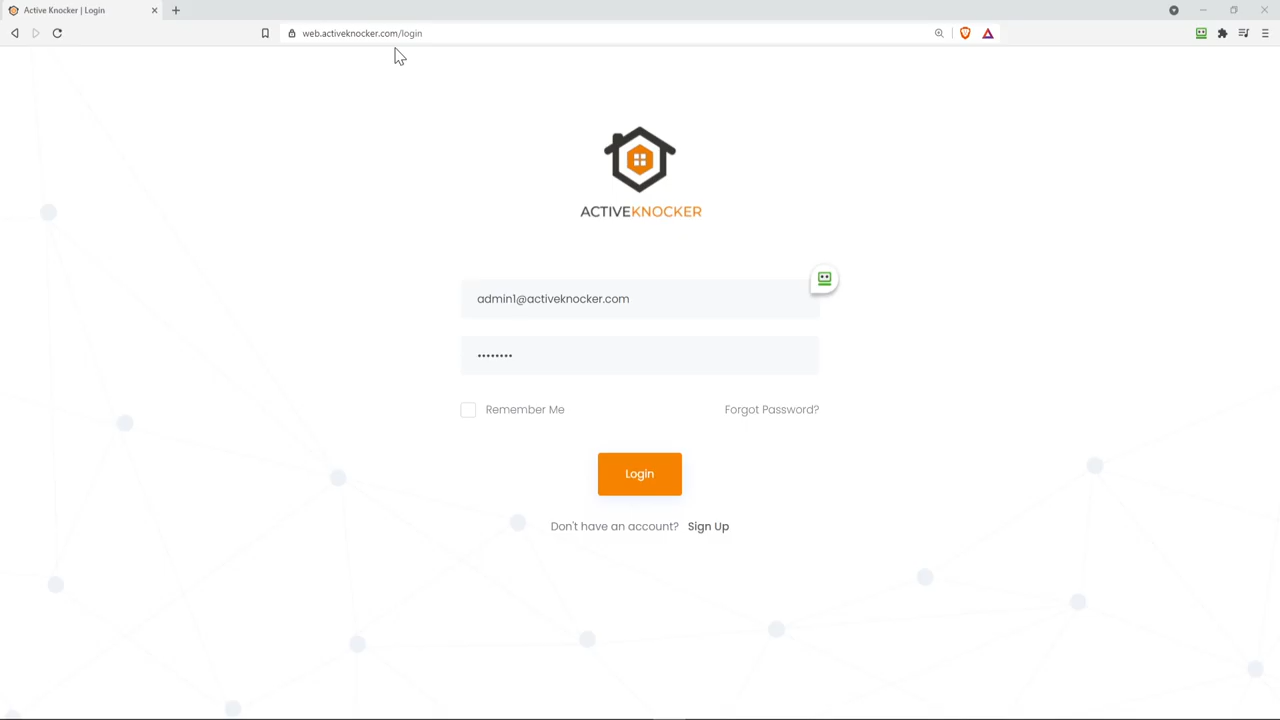 Active Knocker | Login
web.activeknocker.com/login
ACTIVEKNOCKER
admin1@activeknocker.com
••••••••
Remember Me
Forgot Password?
Login
Don't have an account? Sign Up